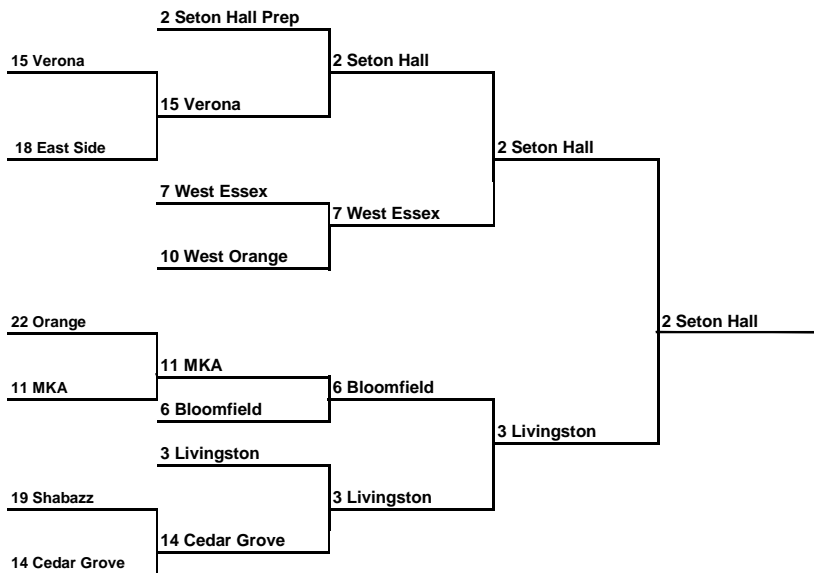 2 Seton Hall Prep
15 Verona
2 Seton Hall
15 Verona
18 East Side
2 Seton Hall
7 West Essex
7 West Essex
10 West Orange
22 Orange
2 Seton Hall
11 MKA
11 MKA
6 Bloomfield
6 Bloomfield
3 Livingston
3 Livingston
19 Shabazz
3 Livingston
14 Cedar Grove
14 Cedar Grove